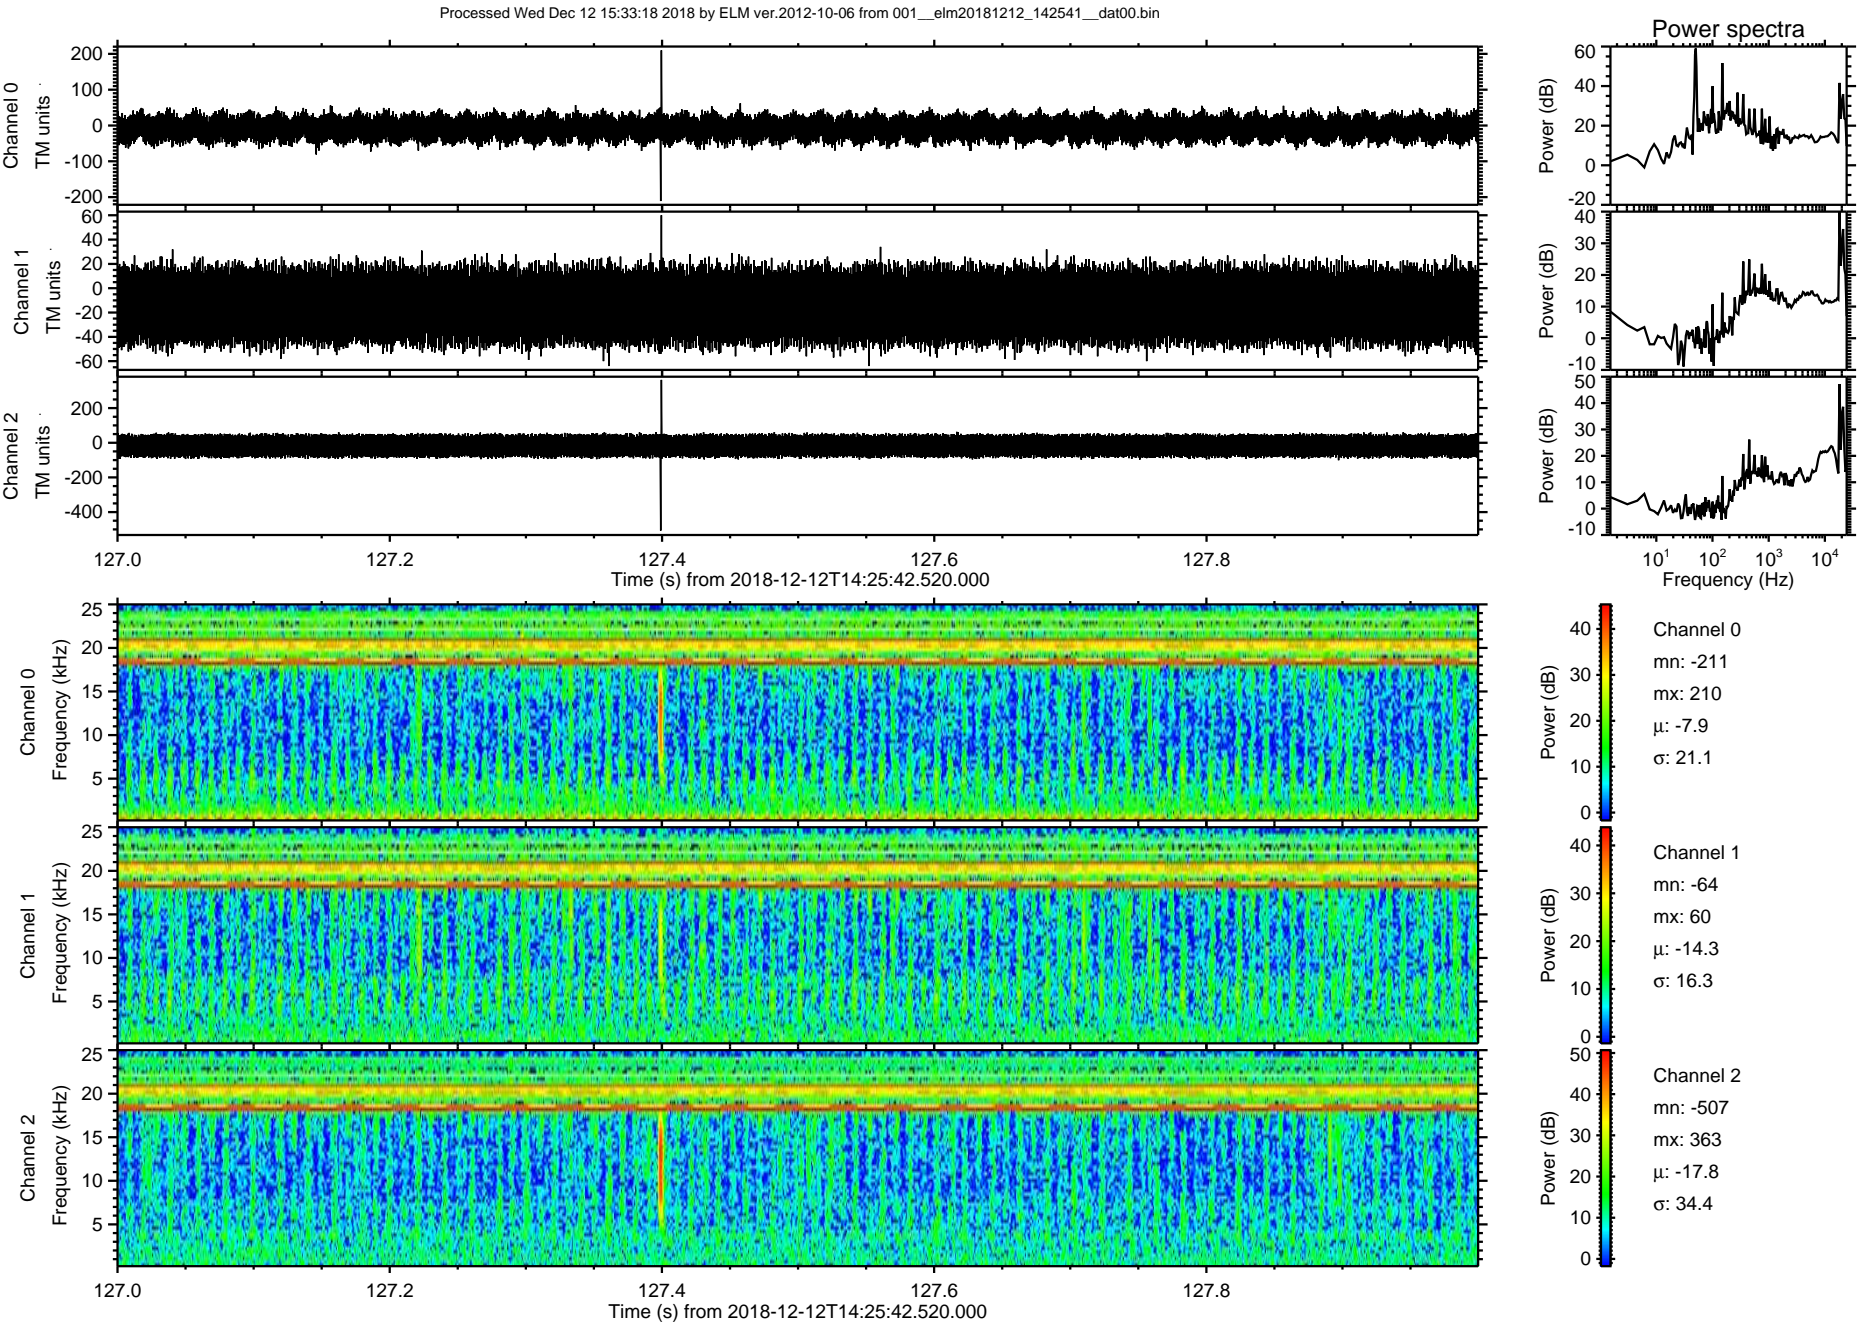 Processed Wed Dec 12 15:33:18 2018 by ELM ver.2012-10-06 from 001__elm20181212_142541__dat00.bin
Power spectra
Channel 0
TM units
200
100
0
-100
-200
Power (dB)
60
40
20
0
-20
Channel 1
TM units
60
40
20
0
-20
-40
-60
Power (dB)
40
30
20
10
0
-10
Channel 2
TM units
200
0
-200
-400
Power (dB)
50
40
30
20
10
0
-10
127.0 127.2 127.4 127.6 127.8
Time (s) from 2018-12-12T14:25:42.520.000
10^1 10^2 10^3 10^4
Frequency (Hz)
Channel 0
Frequency (kHz)
25
20
15
10
5
Power (dB)
40
30
20
10
0
Channel 0
mn: -211
mx: 210
μ: -7.9
σ: 21.1
Channel 1
Frequency (kHz)
25
20
15
10
5
Power (dB)
40
30
20
10
0
Channel 1
mn: -64
mx: 60
μ: -14.3
σ: 16.3
Channel 2
Frequency (kHz)
25
20
15
10
5
Power (dB)
50
40
30
20
10
0
Channel 2
mn: -507
mx: 363
μ: -17.8
σ: 34.4
127.0 127.2 127.4 127.6 127.8
Time (s) from 2018-12-12T14:25:42.520.000